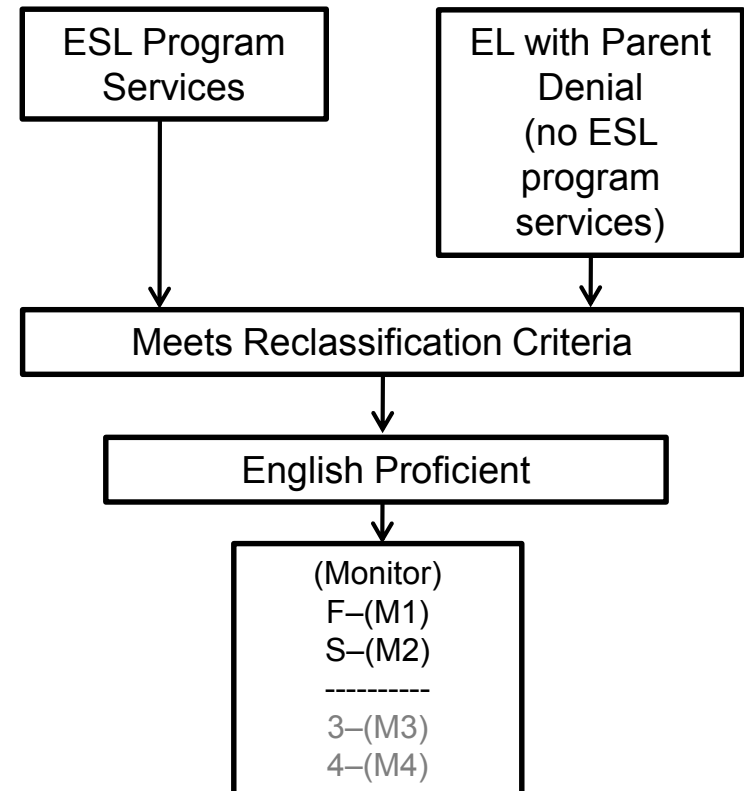 ESL Program
Services
EL with Parent
Denial
(no ESL
program
services)
Meets Reclassification Criteria
English Proficient
(Monitor)
F–(M1)
S–(M2)
----------
3–(M3)
4–(M4)